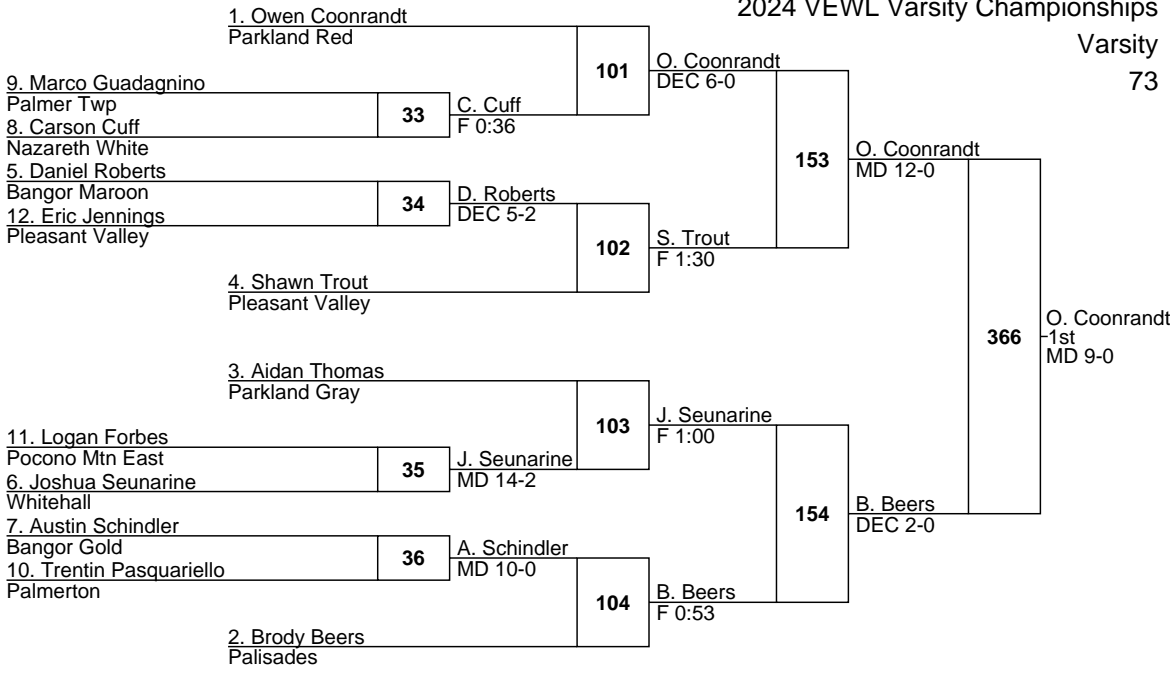 2024 VEWL Varsity Championships
Varsity
73
1. Owen Coonrandt
Parkland Red
9. Marco Guadagnino
Palmer Twp
8. Carson Cuff
Nazareth White
5. Daniel Roberts
Bangor Maroon
12. Eric Jennings
Pleasant Valley
4. Shawn Trout
Pleasant Valley
3. Aidan Thomas
Parkland Gray
11. Logan Forbes
Pocono Mtn East
6. Joshua Seunarine
Whitehall
7. Austin Schindler
Bangor Gold
10. Trentin Pasquariello
Palmerton
2. Brody Beers
Palisades
33
C. Cuff
F 0:36
34
D. Roberts
DEC 5-2
35
J. Seunarine
MD 14-2
36
A. Schindler
MD 10-0
101
O. Coonrandt
DEC 6-0
102
S. Trout
F 1:30
103
J. Seunarine
F 1:00
104
B. Beers
F 0:53
153
O. Coonrandt
MD 12-0
154
B. Beers
DEC 2-0
366
O. Coonrandt
1st
MD 9-0